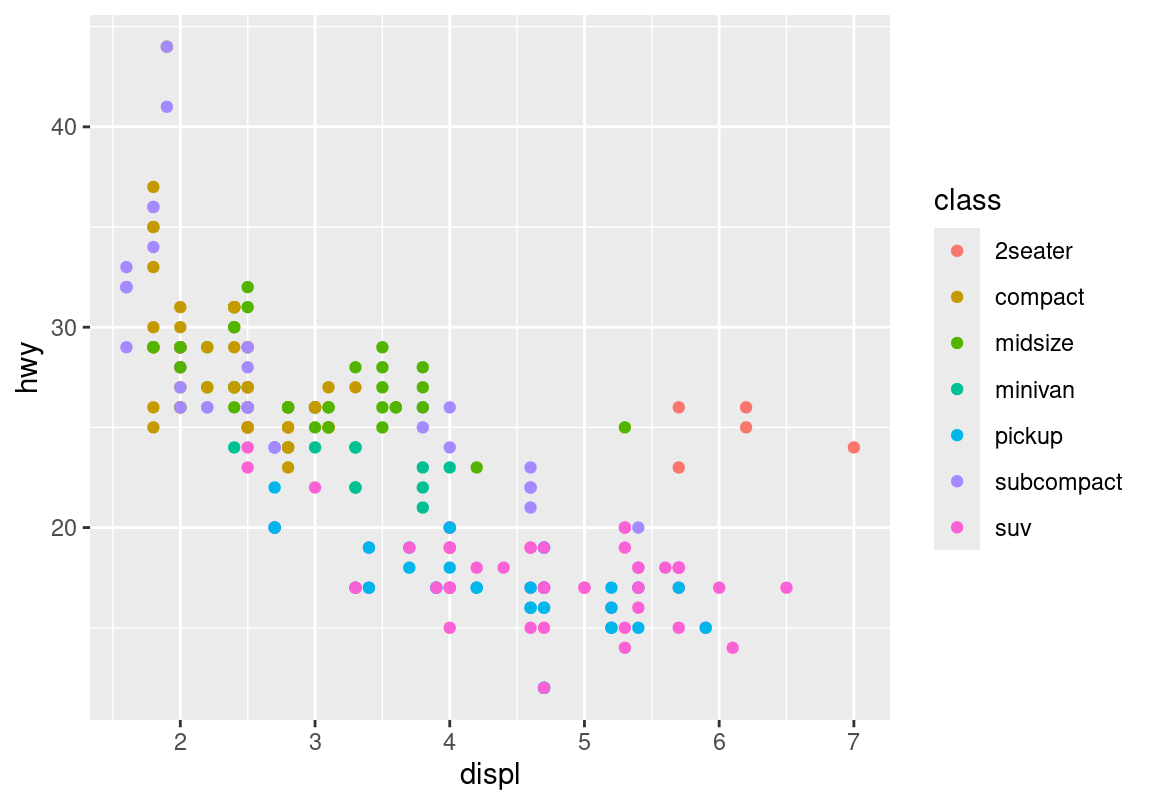 hwy
40
30
20
2 3 4 5 6 7
displ
class
2seater
compact
midsize
minivan
pickup
subcompact
suv